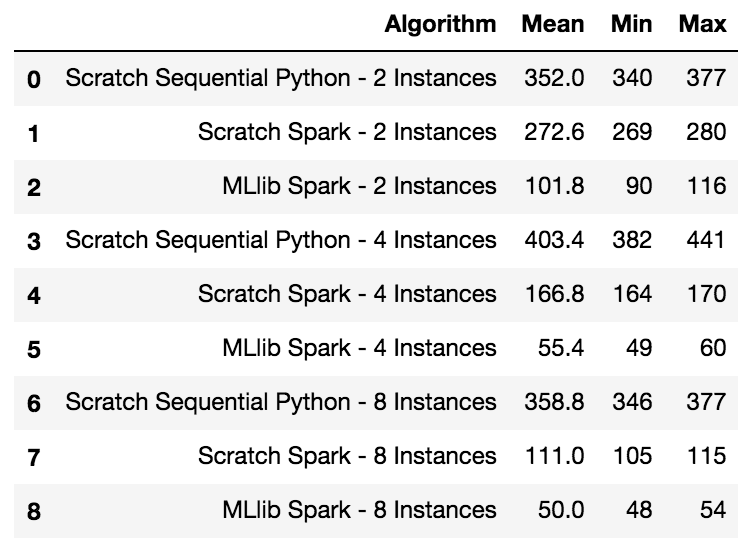 Algorithm Mean Min Max
0 Scratch Sequential Python - 2 Instances 352.0 340 377
1 Scratch Spark - 2 Instances 272.6 269 280
2 MLlib Spark - 2 Instances 101.8 90 116
3 Scratch Sequential Python - 4 Instances 403.4 382 441
4 Scratch Spark - 4 Instances 166.8 164 170
5 MLlib Spark - 4 Instances 55.4 49 60
6 Scratch Sequential Python - 8 Instances 358.8 346 377
7 Scratch Spark - 8 Instances 111.0 105 115
8 MLlib Spark - 8 Instances 50.0 48 54